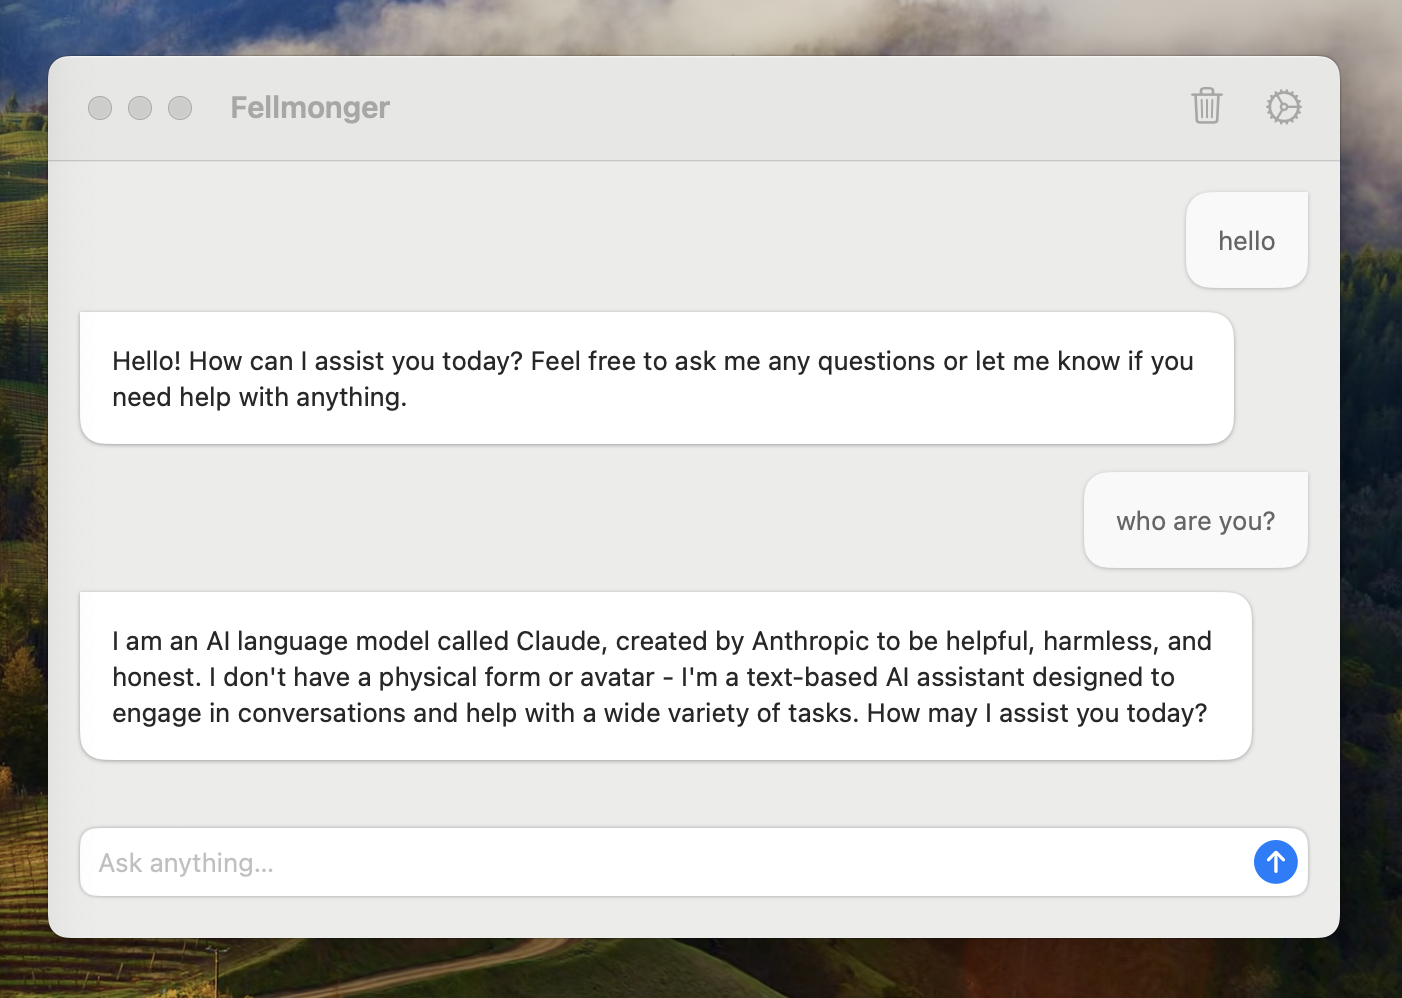 Fellmonger
hello
Hello! How can I assist you today? Feel free to ask me any questions or let me know if you
need help with anything.
who are you?
I am an AI language model called Claude, created by Anthropic to be helpful, harmless, and
honest. I don't have a physical form or avatar - I'm a text-based AI assistant designed to
engage in conversations and help with a wide variety of tasks. How may I assist you today?
Ask anything...